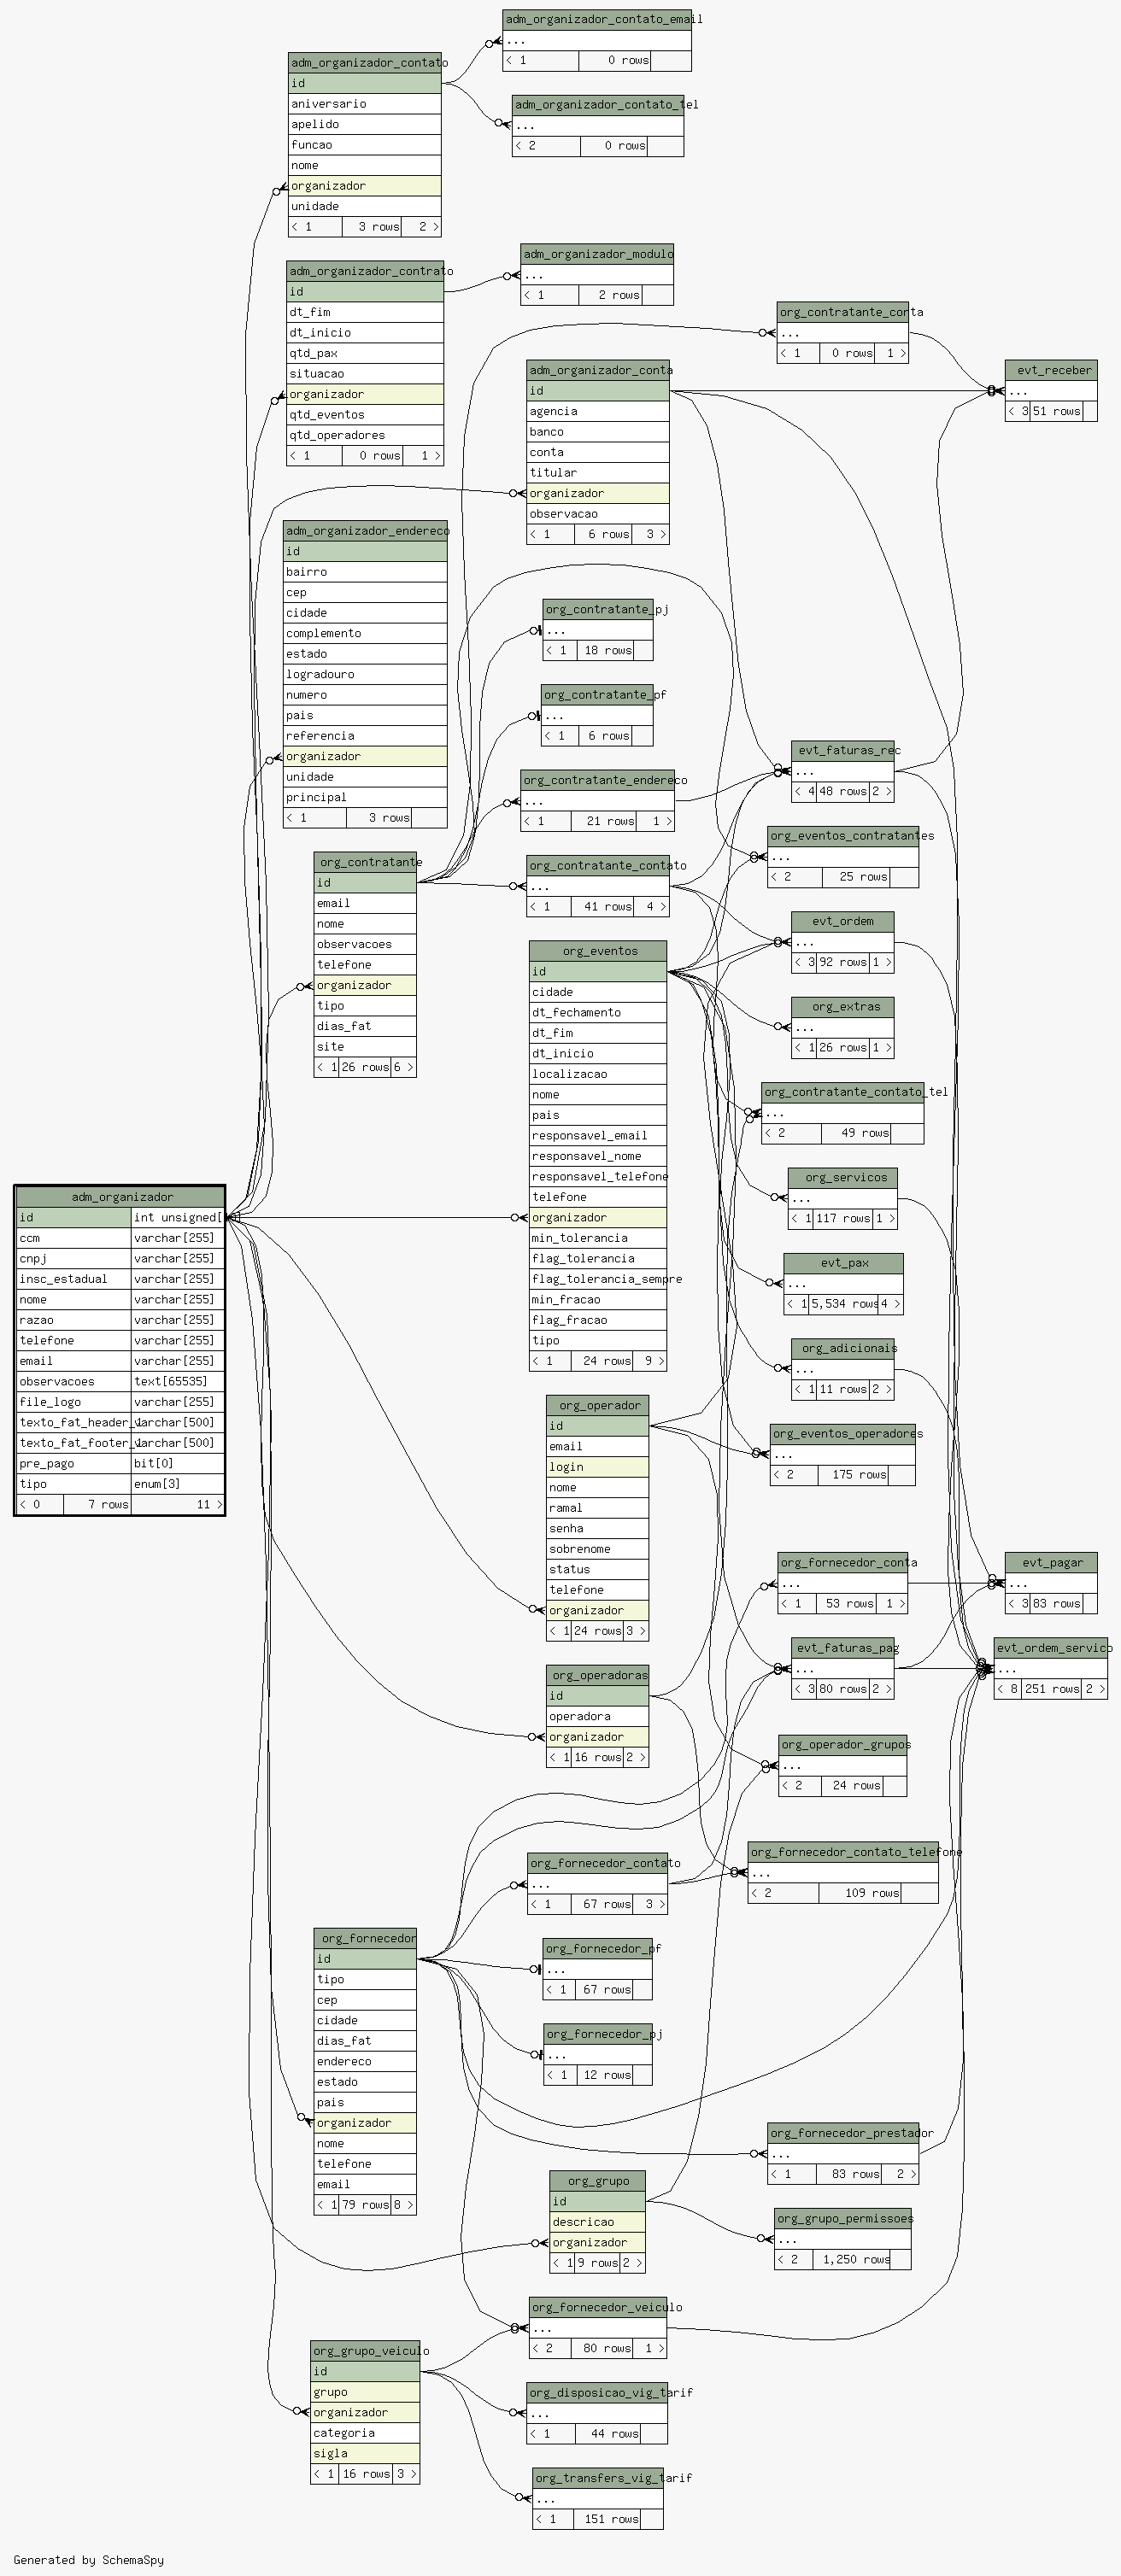 adm_organizador_contato_email
...
< 1 0 rows
adm_organizador_contato
id
aniversario
apelido
funcao
nome
organizador
unidade
< 1 3 rows 2 >
adm_organizador_contato_tel
...
< 2 0 rows
adm_organizador_modulo
...
< 1 2 rows
adm_organizador_contrato
id
dt_fim
dt_inicio
qtd_pax
situacao
organizador
qtd_eventos
qtd_operadores
< 1 0 rows 1 >
org_contratante_conta
...
< 1 0 rows 1 >
evt_receber
...
< 3 51 rows
adm_organizador_conta
id
agencia
banco
conta
titular
organizador
observacao
< 1 6 rows 3 >
adm_organizador_endereco
id
bairro
cep
cidade
complemento
estado
logradouro
numero
pais
referencia
organizador
unidade
principal
< 1 3 rows
org_contratante_pj
...
< 1 18 rows
org_contratante_pf
...
< 1 6 rows
evt_faturas_rec
...
< 4 48 rows 2 >
org_contratante_endereco
...
< 1 21 rows 1 >
org_eventos_contratantes
...
< 2 25 rows
org_contratante
id
email
nome
observacoes
telefone
organizador
tipo
dias_fat
site
< 1 26 rows 6 >
org_contratante_contato
...
< 1 41 rows 4 >
evt_ordem
...
< 3 92 rows 1 >
org_eventos
id
cidade
dt_fechamento
dt_fim
dt_inicio
localizacao
nome
pais
responsavel_email
responsavel_nome
responsavel_telefone
telefone
organizador
min_tolerancia
flag_tolerancia
flag_tolerancia_sempre
min_fracao
flag_fracao
tipo
< 1 24 rows 9 >
org_extras
...
< 1 26 rows 1 >
org_contratante_contato_tel
...
< 2 49 rows
org_servicos
...
< 1 117 rows 1 >
adm_organizador
id int unsigned[10]
ccm varchar[255]
cnpj varchar[255]
insc_estadual varchar[255]
nome varchar[255]
razao varchar[255]
telefone varchar[255]
email varchar[255]
observacoes text[65535]
file_logo varchar[255]
texto_fat_header_1 varchar[500]
texto_fat_footer_1 varchar[500]
pre_pago bit[0]
tipo enum[3]
< 0 7 rows 11 >
evt_pax
...
< 1 5,534 rows 4 >
org_adicionais
...
< 1 11 rows 2 >
org_operador
id
email
login
nome
ramal
senha
sobrenome
status
telefone
organizador
< 1 24 rows 3 >
org_eventos_operadores
...
< 2 175 rows
org_fornecedor_conta
...
< 1 53 rows 1 >
evt_pagar
...
< 3 83 rows
evt_faturas_pag
...
< 3 80 rows 2 >
evt_ordem_servico
...
< 8 251 rows 2 >
org_operadoras
id
operadora
organizador
< 1 16 rows 2 >
org_operador_grupos
...
< 2 24 rows
org_fornecedor_contato_telefone
...
< 2 109 rows
org_fornecedor_contato
...
< 1 67 rows 3 >
org_fornecedor
id
tipo
cep
cidade
dias_fat
endereco
estado
pais
organizador
nome
telefone
email
< 1 79 rows 8 >
org_fornecedor_pf
...
< 1 67 rows
org_fornecedor_pj
...
< 1 12 rows
org_fornecedor_prestador
...
< 1 83 rows 2 >
org_grupo
id
descricao
organizador
< 1 9 rows 2 >
org_grupo_permissoes
...
< 2 1,250 rows
org_fornecedor_veiculo
...
< 2 80 rows 1 >
org_grupo_veiculo
id
grupo
organizador
categoria
sigla
< 1 16 rows 3 >
org_disposicao_vig_tarif
...
< 1 44 rows
org_transfers_vig_tarif
...
< 1 151 rows
Generated by SchemaSpy